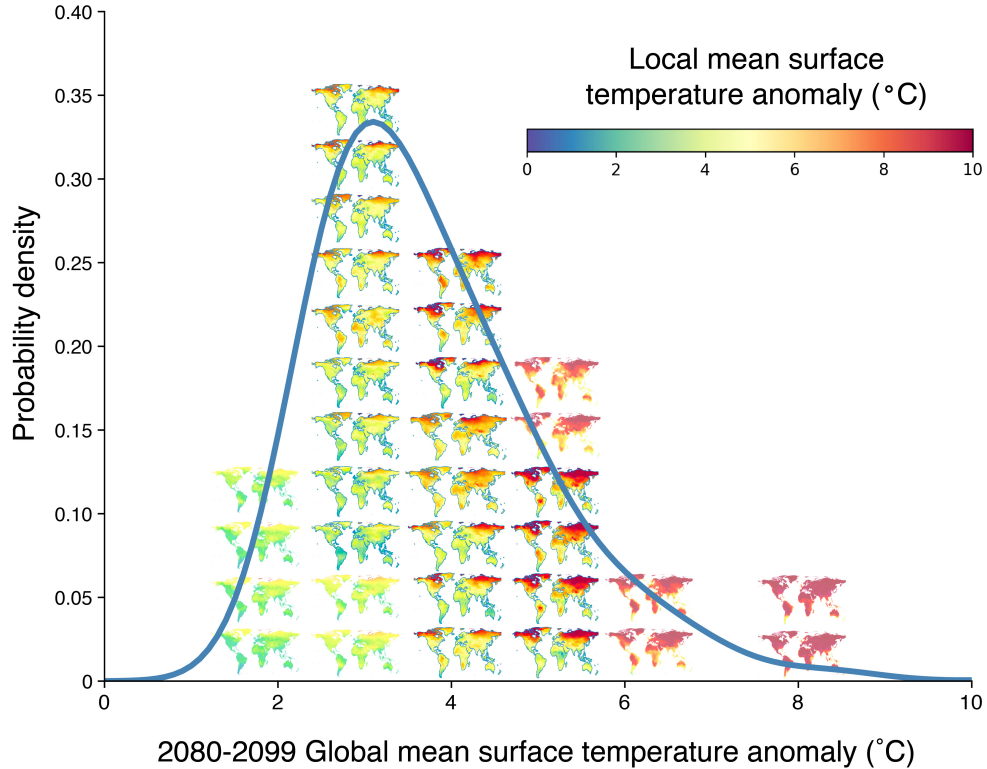 0.40
Local mean surface
temperature anomaly (°C)
0 2 4 6 8 10
0.35
0.30
0.25
0.20
0.15
0.10
0.05
0
Probability density
0 2 4 6 8 10
2080-2099 Global mean surface temperature anomaly (°C)